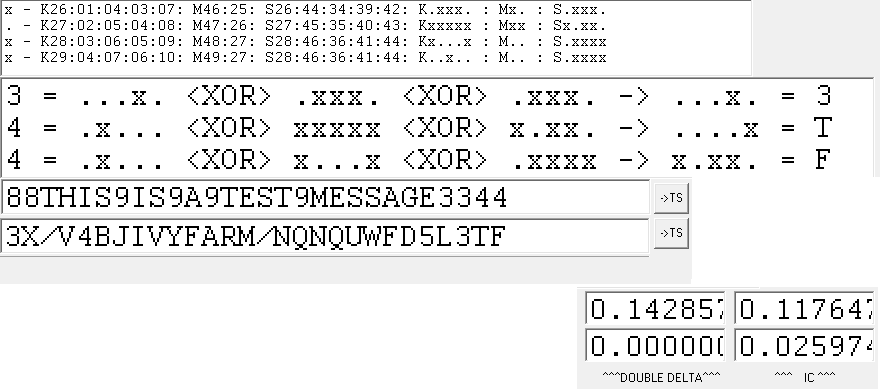 x - K26:01:04:03:07: M46:25: S26:44:34:39:42: K.xxx. : Mx. : S.xxx.
. - K27:02:05:04:08: M47:26: S27:45:35:40:43: Kxxxxx : Mxx : Sx.xx.
x - K28:03:06:05:09: M48:27: S28:46:36:41:44: Kx...x : M.. : S.xxxx
x - K29:04:07:06:10: M49:27: S28:46:36:41:44: K..x.. : M.. : S.xxxx
3 = ...x. <XOR> .xxx. <XOR> .xxx. -> ...x. = 3
4 = .x... <XOR> xxxxx <XOR> x.xx. -> ....x = T
4 = .x... <XOR> x...x <XOR> .xxxx -> x.xx. = F
88THIS9IS9A9TEST9MESSAGE3344
->TS
3X/V4BJIVYFARM/NQNQUWFD5L3TF
->TS
0.142857 0.117647
0.000000 0.025974
^^^DOUBLE DELTA^^^ ^^^ IC ^^^